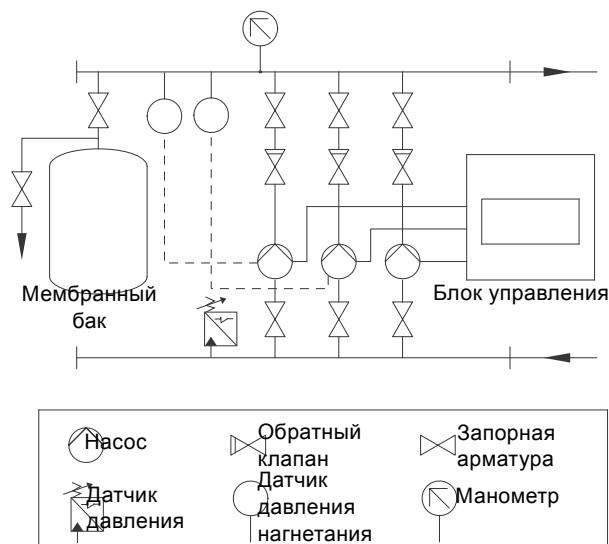 Мембранный
бак
Блок управления
Насос
Обратный
клапан
Запорная
арматура
Датчик
давления
Датчик
давления
нагнетания
Манометр